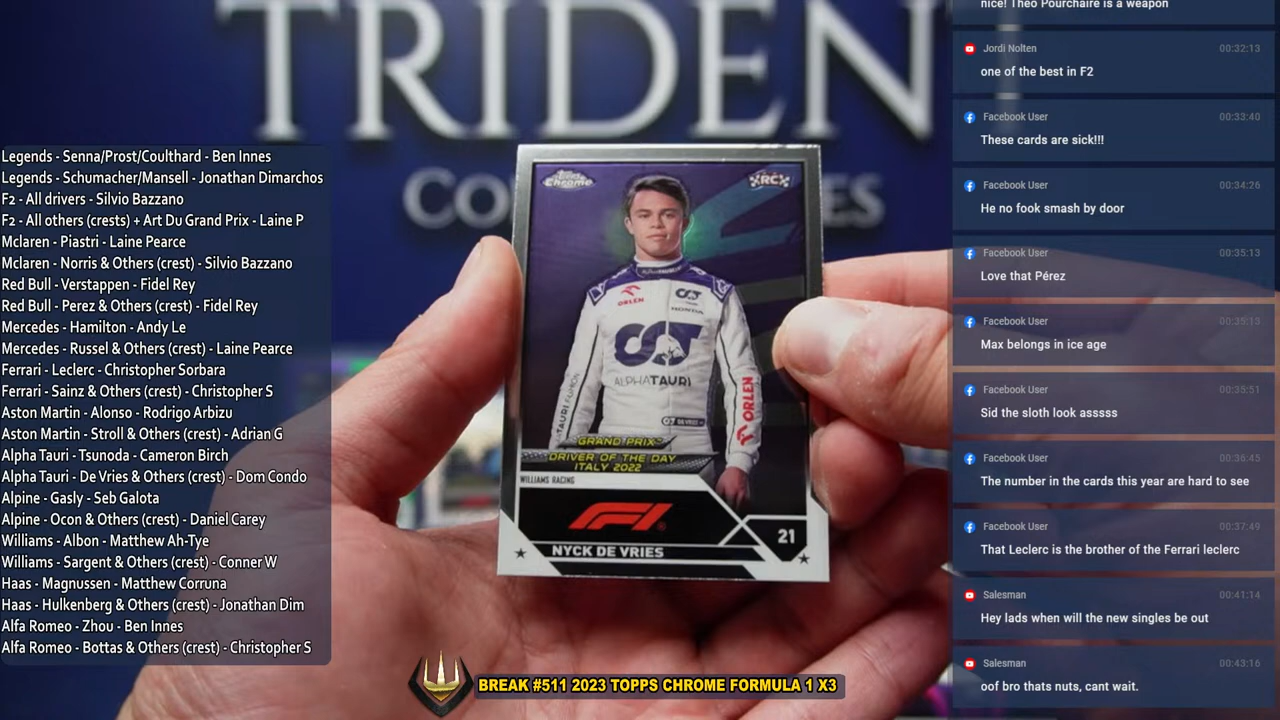 TRIDEN
CO
ES
Legends - Senna/Prost/Coulthard - Ben Innes
Legends - Schumacher/Mansell - Jonathan Dimarchos
F2 - All drivers - Silvio Bazzano
F2 - All others (crests) + Art Du Grand Prix - Laine P
Mclaren - Piastri - Laine Pearce
Mclaren - Norris & Others (crest) - Silvio Bazzano
Red Bull - Verstappen - Fidel Rey
Red Bull - Perez & Others (crest) - Fidel Rey
Mercedes - Hamilton - Andy Le
Mercedes - Russel & Others (crest) - Laine Pearce
Ferrari - Leclerc - Christopher Sorbara
Ferrari - Sainz & Others (crest) - Christopher S
Aston Martin - Alonso - Rodrigo Arbizu
Aston Martin - Stroll & Others (crest) - Adrian G
Alpha Tauri - Tsunoda - Cameron Birch
Alpha Tauri - De Vries & Others (crest) - Dom Condo
Alpine - Gasly - Seb Galota
Alpine - Ocon & Others (crest) - Daniel Carey
Williams - Albon - Matthew Ah-Tye
Williams - Sargent & Others (crest) - Conner W
Haas - Magnussen - Matthew Corruna
Haas - Hulkenberg & Others (crest) - Jonathan Dim
Alfa Romeo - Zhou - Ben Innes
Alfa Romeo - Bottas & Others (crest) - Christopher S
Topps Chrome
RC
ORLEN
HONDA
ALPHATAURI
ORLEN
GRAND PRIX
DRIVER OF THE DAY
ITALY 2022
WILLIAMS RACING
F1
21
NYCK DE VRIES
BREAK #511 2023 TOPPS CHROME FORMULA 1 X3
nice! Theo Pourchaire is a weapon
Jordi Nolten 00:32:13
one of the best in F2
Facebook User 00:33:40
These cards are sick!!!
Facebook User 00:34:26
He no fook smash by door
Facebook User 00:35:13
Love that Pérez
Facebook User 00:35:13
Max belongs in ice age
Facebook User 00:35:51
Sid the sloth look asssss
Facebook User 00:36:45
The number in the cards this year are hard to see
Facebook User 00:37:49
That Leclerc is the brother of the Ferrari leclerc
Salesman 00:41:14
Hey lads when will the new singles be out
Salesman 00:43:16
oof bro thats nuts, cant wait.